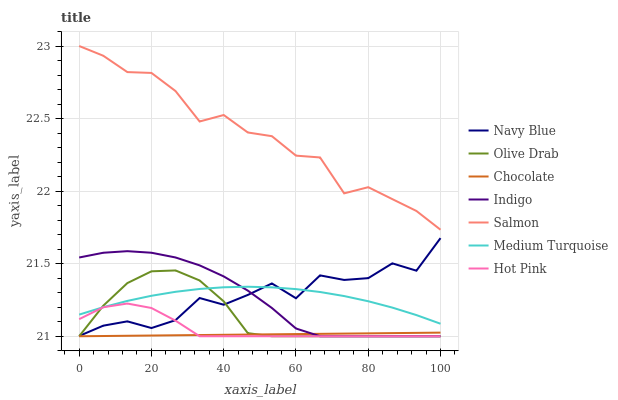 title
yaxis_label
23
22.5
22
21.5
21
0
20
40
60
80
100
xaxis_label
Navy Blue
Olive Drab
Chocolate
Indigo
Salmon
Medium Turquoise
Hot Pink